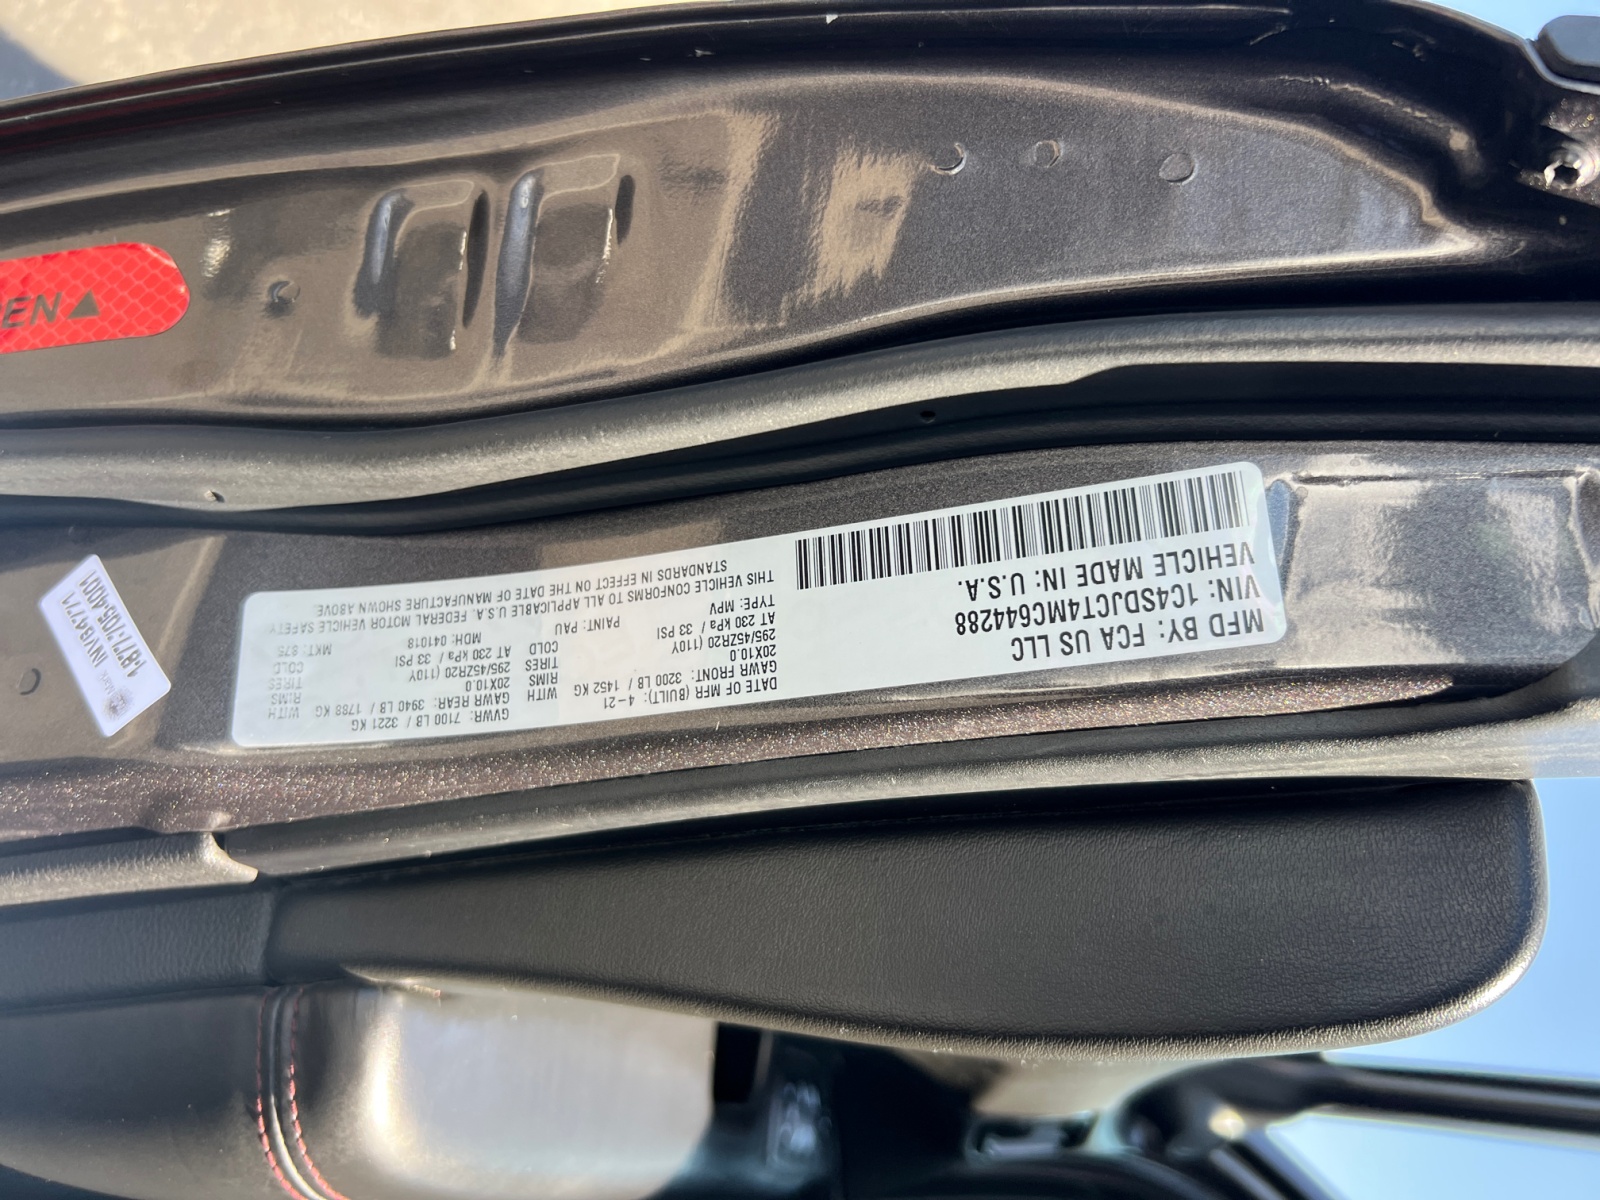 MFD BY: FCA US LLC
DATE OF MFR (BUILT): 4-21
GVWR: 7100 LB / 3221 KG
GAWR FRONT: 3200 LB / 1452 KG
WITH
GAWR REAR: 3940 LB / 1788 KG
WITH
20X10.0
RIMS
20X10.0
RIMS
295/45ZR20 (110Y
TIRES
295/45ZR20 (110Y
TIRES
AT 230 kPa / 33 PSI
COLD
AT 230 kPa / 33 PSI
COLD
VIN: 1C4SDJCT4MC644288
TYPE: MPV
PAINT: PAU
MDH: 041018
MKT: 875
VEHICLE MADE IN: U.S.A.
THIS VEHICLE CONFORMS TO ALL APPLICABLE U.S.A. FEDERAL MOTOR VEHICLE SAFETY
STANDARDS IN EFFECT ON THE DATE OF MANUFACTURE SHOWN ABOVE.
EN